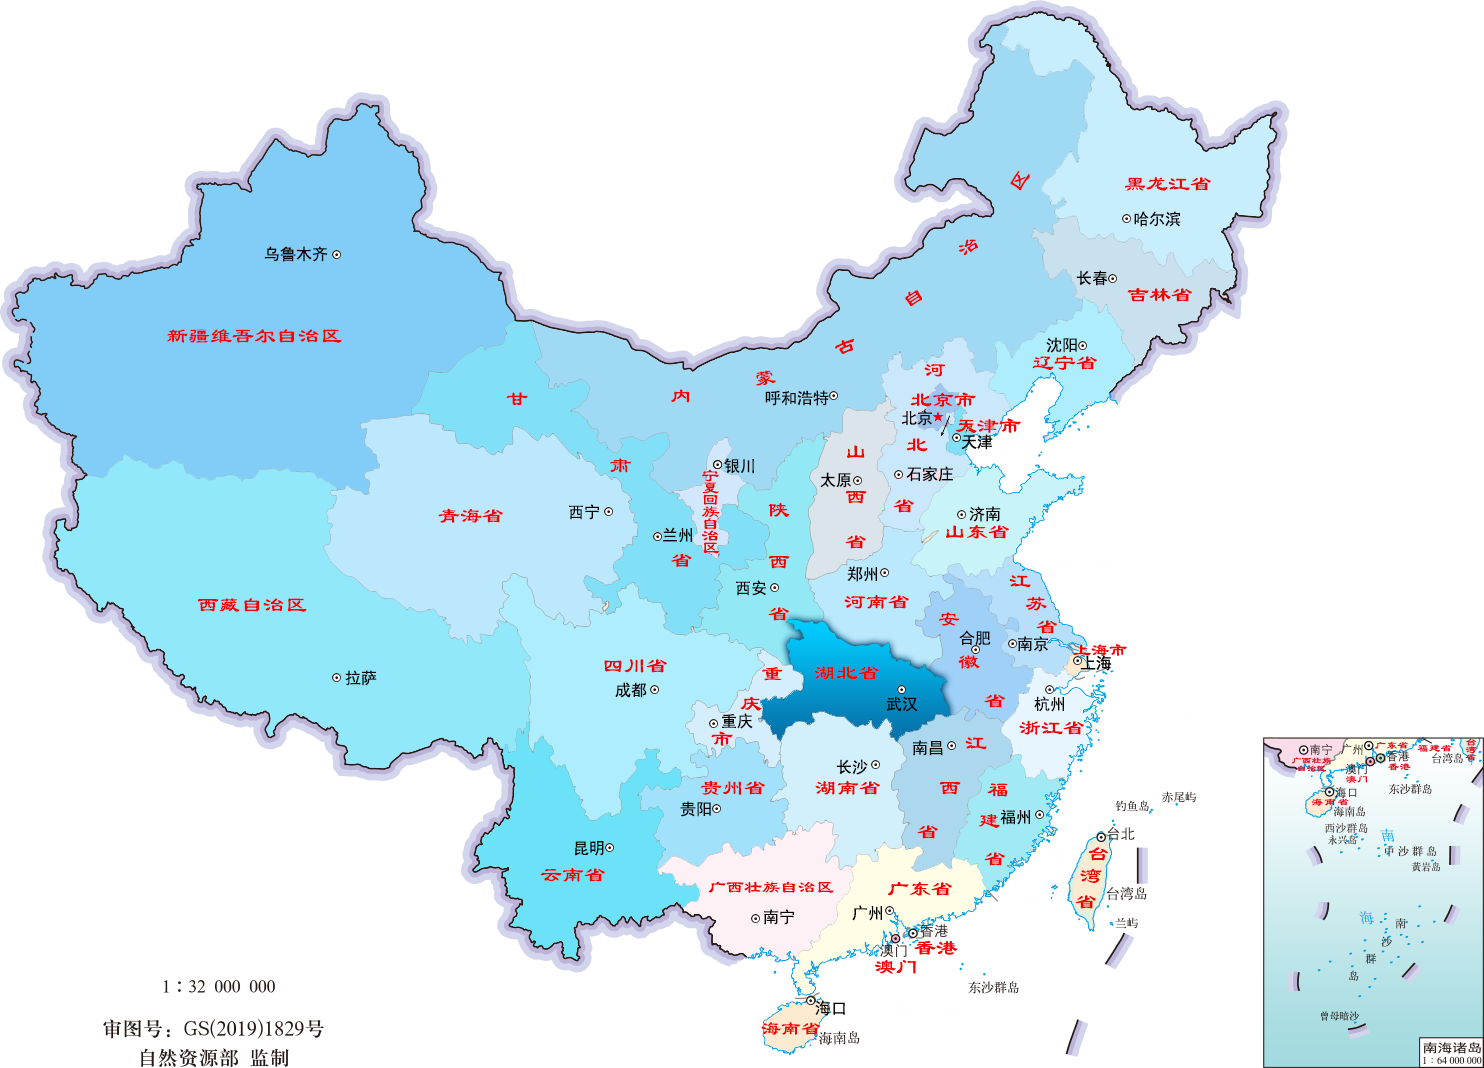 黑龙江省
哈尔滨
吉林省
长春
沈阳
辽宁省
内蒙古自治区
呼和浩特
乌鲁木齐
新疆维吾尔自治区
甘肃省
兰州
青海省
西宁
银川
宁夏回族自治区
陕西省
西安
山西省
太原
河北省
石家庄
北京市
北京
天津市
天津
济南
山东省
郑州
河南省
江苏省
南京
安徽省
合肥
上海市
上海
杭州
浙江省
湖北省
武汉
重庆市
重庆
四川省
成都
西藏自治区
拉萨
贵州省
贵阳
长沙
湖南省
南昌
江西省
福建省
福州
昆明
云南省
广西壮族自治区
南宁
广东省
广州
香港
香港
澳门
澳门
海口
海南省
海南岛
东沙群岛
台北
台湾省
台湾岛
兰屿
钓鱼岛
赤尾屿
1：32 000 000
审图号：GS(2019)1829号
自然资源部 监制
南宁
广西壮族
自治区
广州
广东省
香港
香港
澳门
澳门
福建省
台湾省
台湾岛
东沙群岛
海口
海南省
海南岛
西沙群岛
永兴岛
南海
中沙群岛
黄岩岛
南沙群岛
曾母暗沙
南海诸岛
1：64 000 000